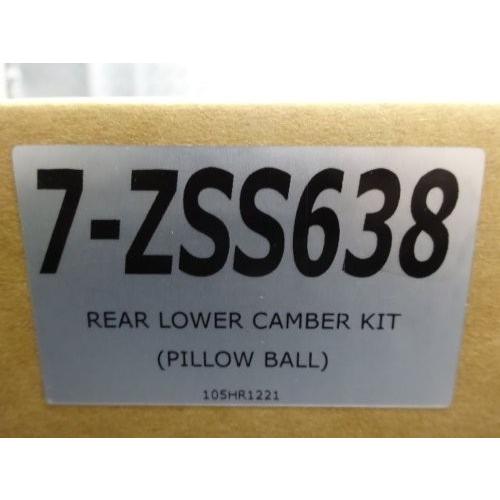 7-ZSS638
REAR LOWER CAMBER KIT
(PILLOW BALL)
105HR1221